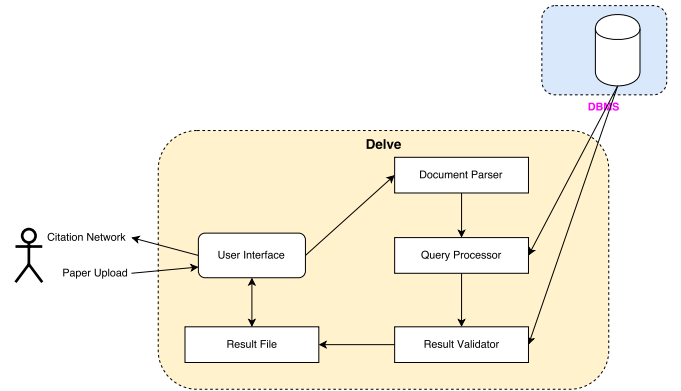 DBMS
Delve
Document Parser
Citation Network
User Interface
Query Processor
Paper Upload
Result File
Result Validator